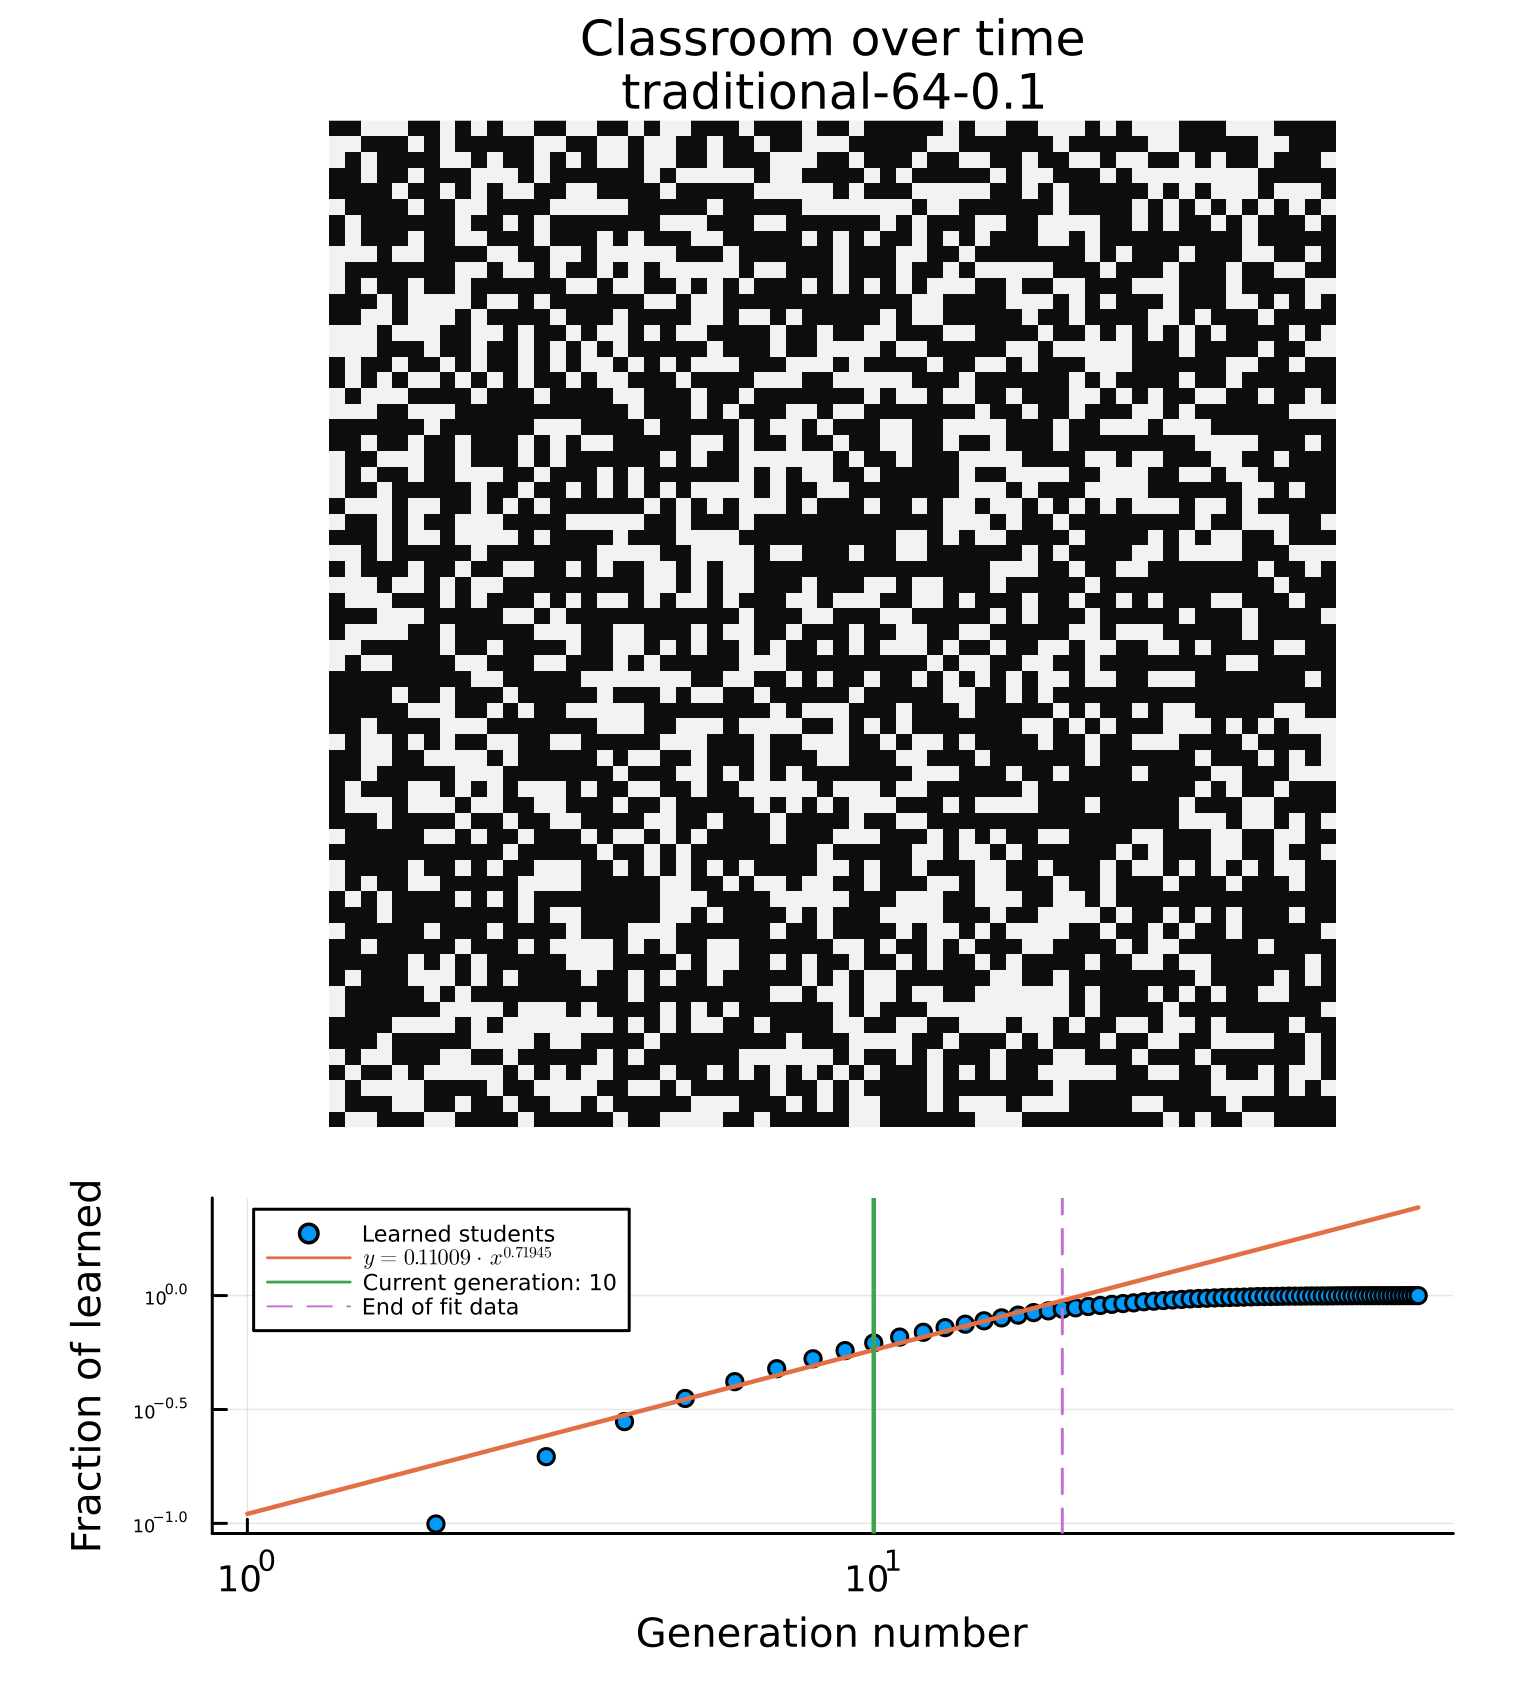 Classroom over time
traditional-64-0.1
Fraction of learned
Learned students
y = 0.11009 · x^0.71945
Current generation: 10
End of fit data
10^0.0
10^−0.5
10^−1.0
10^0
10^1
Generation number